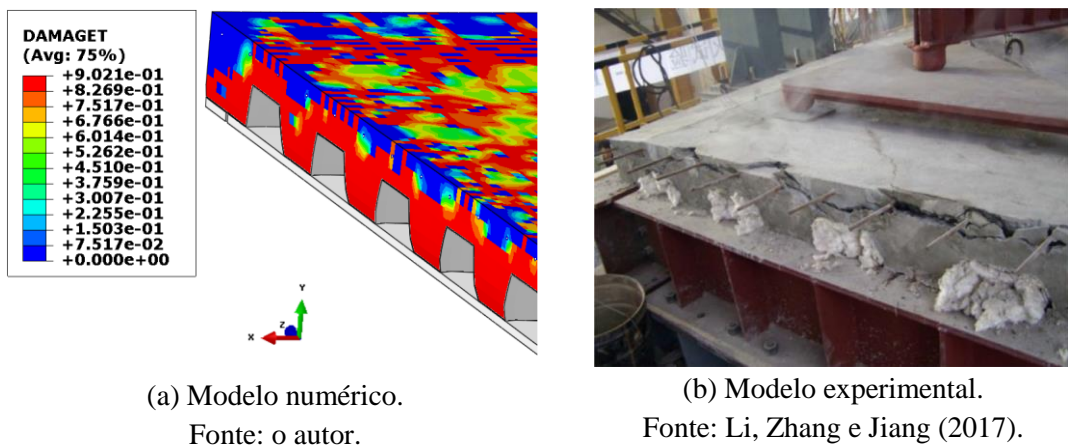 DAMAGET
(Avg: 75%)
+9.021e-01
+8.269e-01
+7.517e-01
+6.766e-01
+6.014e-01
+5.262e-01
+4.510e-01
+3.759e-01
+3.007e-01
+2.255e-01
+1.503e-01
+7.517e-02
+0.000e+00
Y
Z
X
(a) Modelo numérico.
Fonte: o autor.
(b) Modelo experimental.
Fonte: Li, Zhang e Jiang (2017).